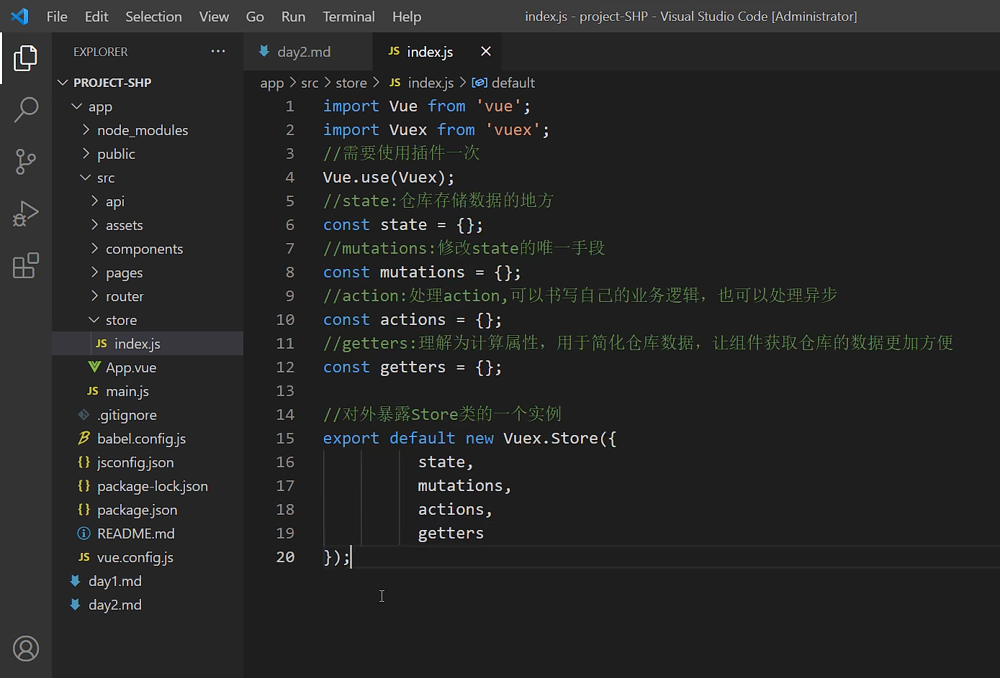 File Edit Selection View Go Run Terminal Help
index.js - project-SHP - Visual Studio Code [Administrator]
EXPLORER
PROJECT-SHP
app
node_modules
public
src
api
assets
components
pages
router
store
JS index.js
App.vue
JS main.js
.gitignore
babel.config.js
{} jsconfig.json
{} package-lock.json
{} package.json
README.md
JS vue.config.js
day1.md
day2.md
day2.md
JS index.js
app > src > store > JS index.js > default
1 import Vue from 'vue';
2 import Vuex from 'vuex';
3 //需要使用插件一次
4 Vue.use(Vuex);
5 //state:仓库存储数据的地方
6 const state = {};
7 //mutations:修改state的唯一手段
8 const mutations = {};
9 //action:处理action,可以书写自己的业务逻辑，也可以处理异步
10 const actions = {};
11 //getters:理解为计算属性，用于简化仓库数据，让组件获取仓库的数据更加方便
12 const getters = {};
13
14 //对外暴露Store类的一个实例
15 export default new Vuex.Store({
16 state,
17 mutations,
18 actions,
19 getters
20 });